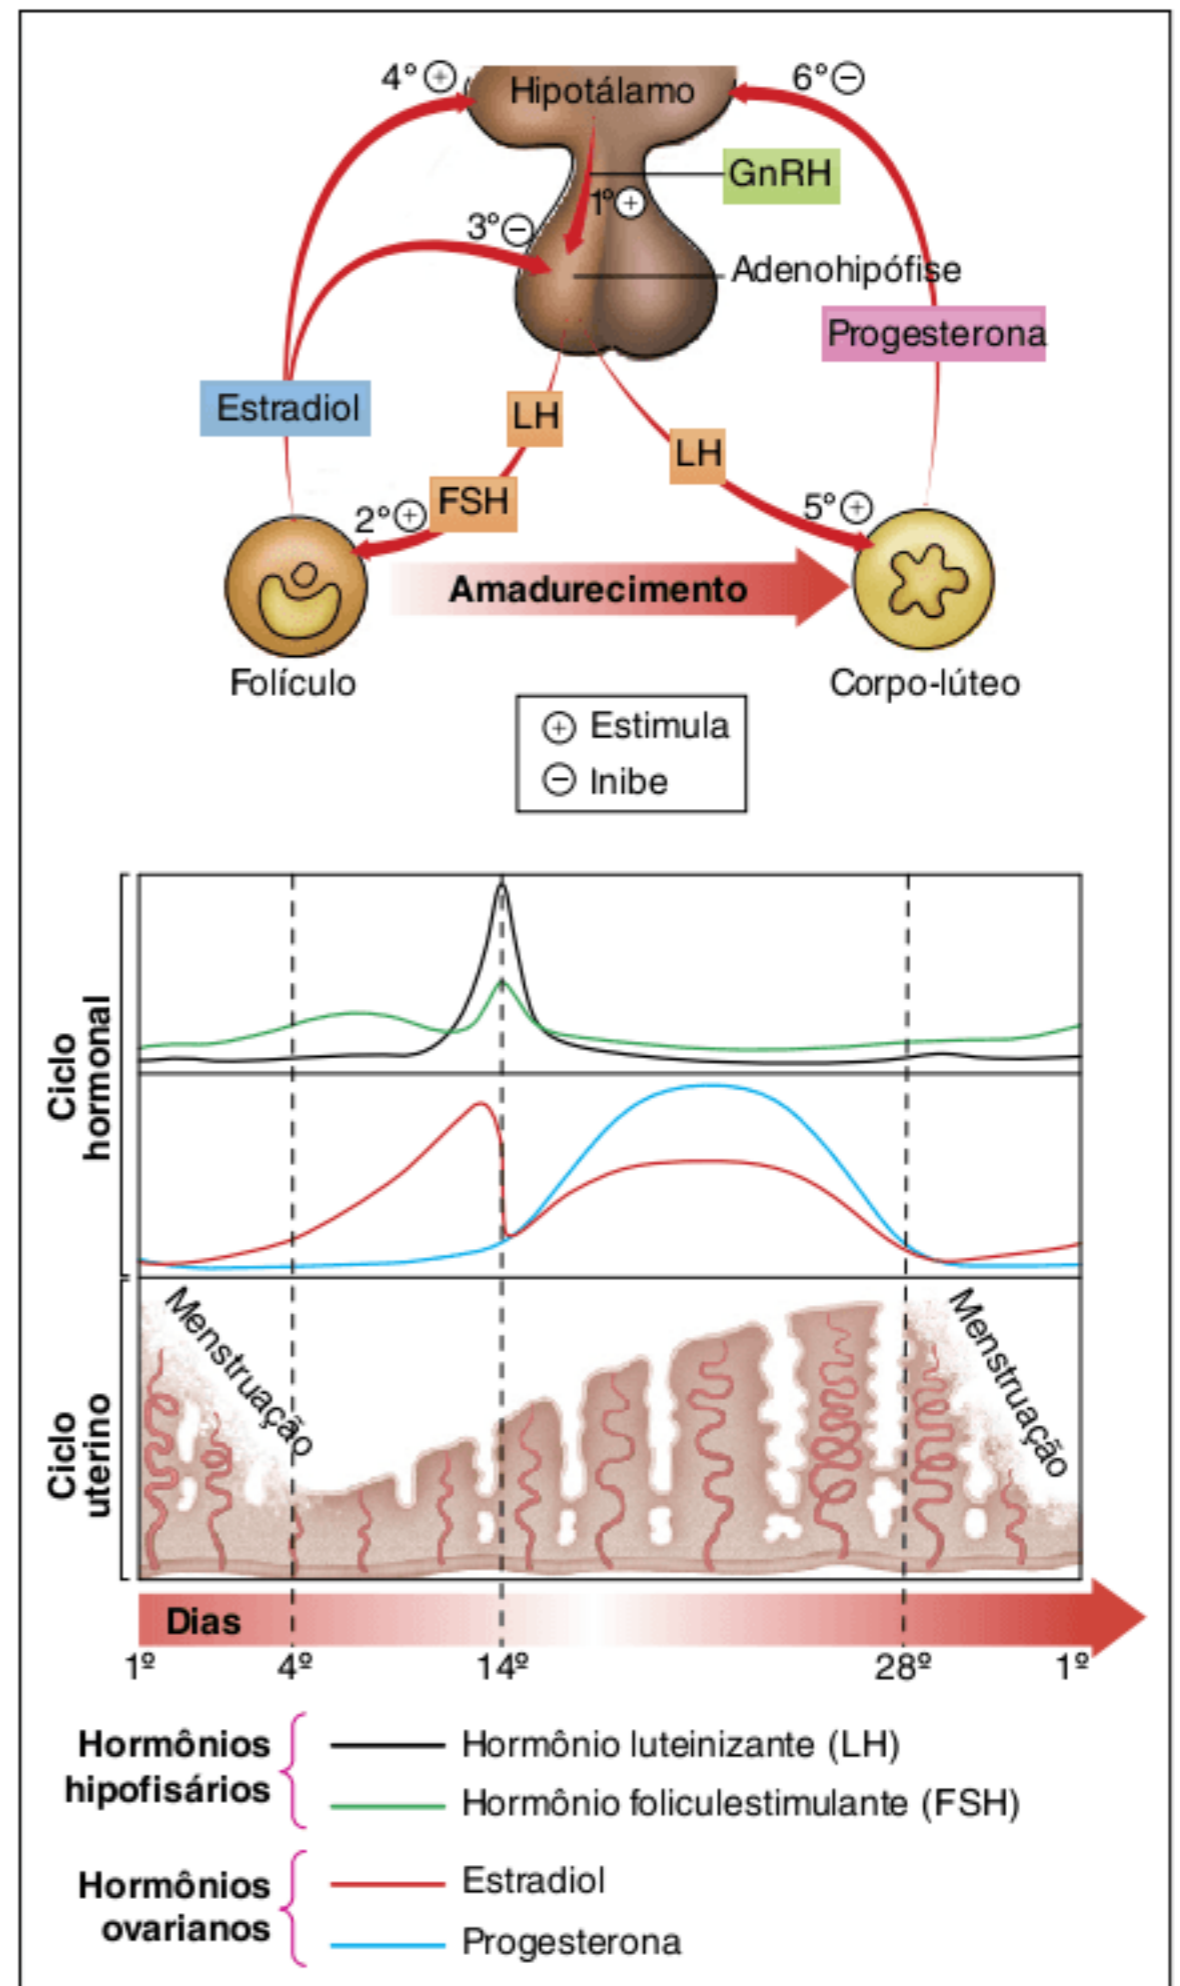 4° +
Hipotálamo
6° −
GnRH
1° +
3° −
Adenohipófise
Progesterona
Estradiol
LH
LH
FSH
2° +
5° +
Amadurecimento
Folículo
Corpo-lúteo
+ Estimula
− Inibe
Ciclo
hormonal
Menstruação
Menstruação
Ciclo
uterino
Dias
1º 4º 14º 28º 1º
Hormônios
hipofisários
Hormônio luteinizante (LH)
Hormônio foliculestimulante (FSH)
Hormônios
ovarianos
Estradiol
Progesterona